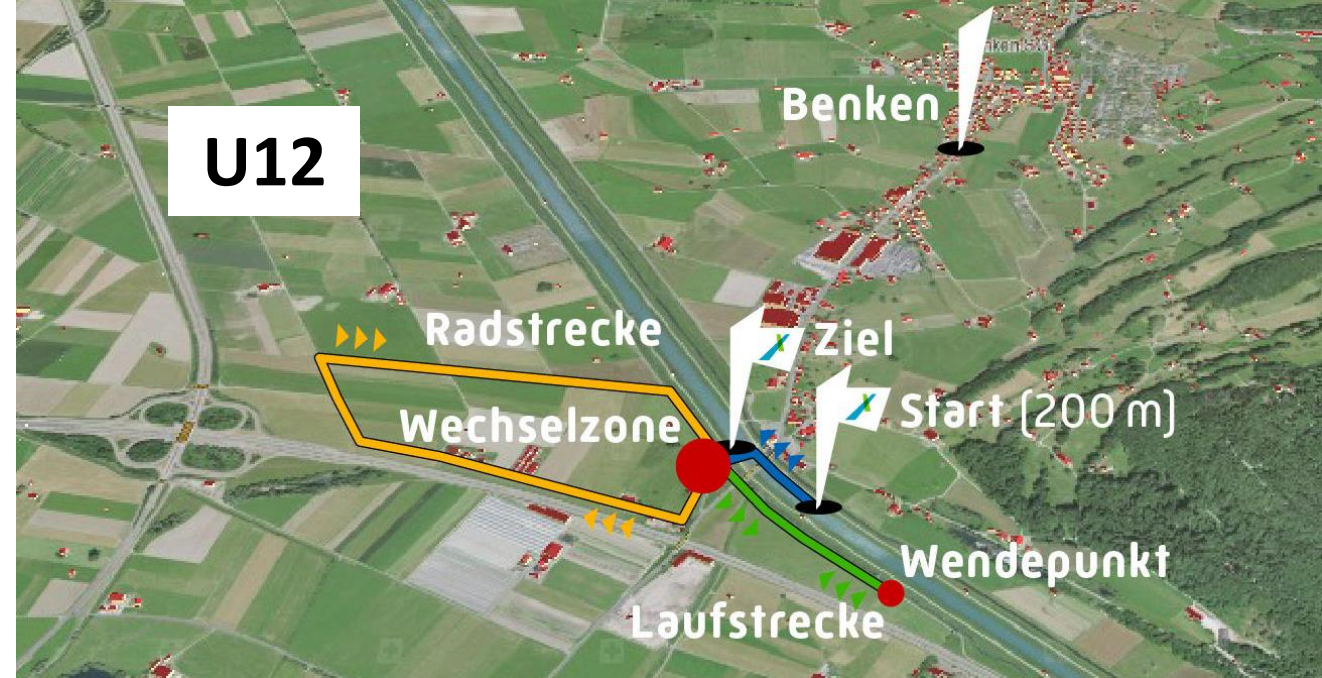 Benken
U12
Radstrecke
Ziel
Wechselzone
Start (200 m)
Wendepunkt
Laufstrecke